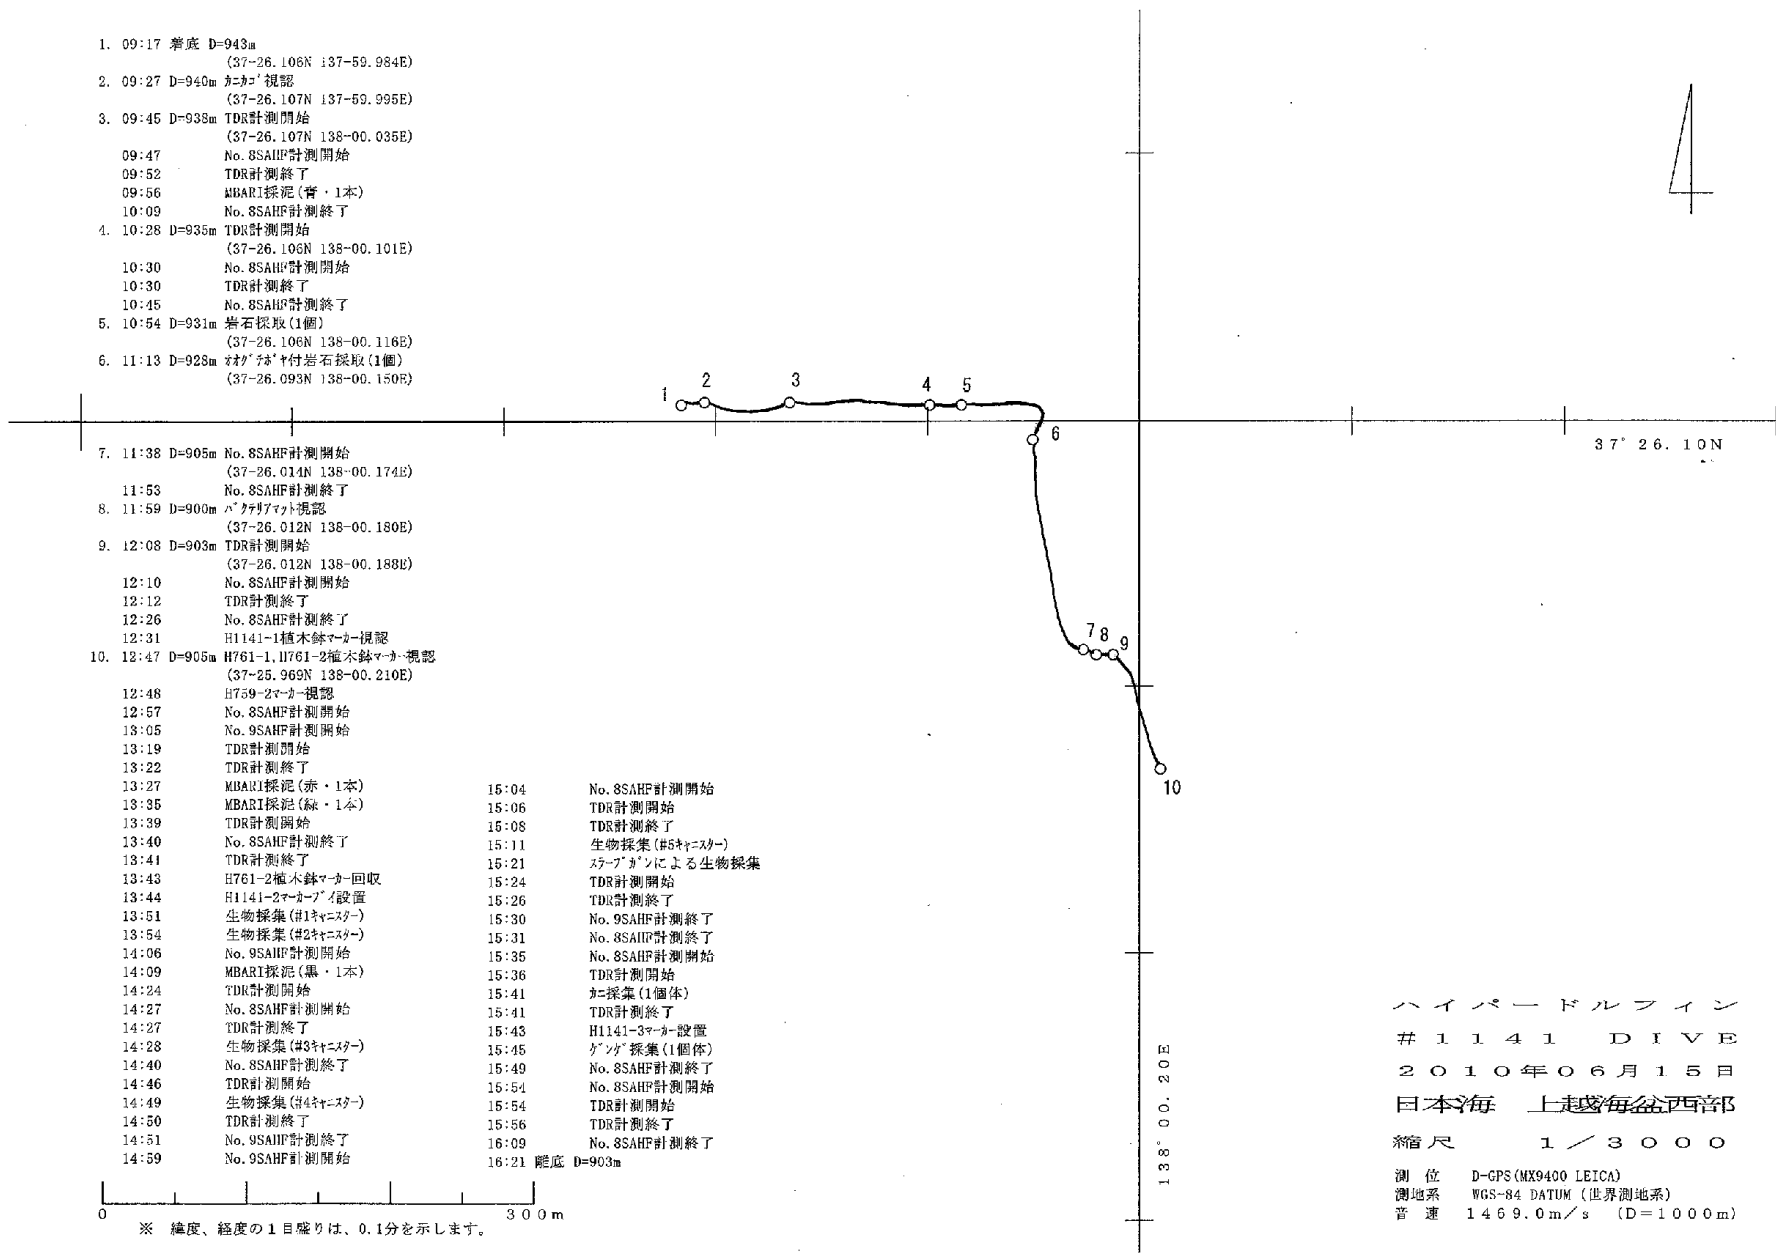 1. 09:17 着底 D=943m
(37-26.106N 137-59.984E)
2. 09:27 D=940m ｶﾆｶｺﾞ視認
(37-26.107N 137-59.995E)
3. 09:45 D=938m TDR計測開始
(37-26.107N 138-00.035E)
09:47 No.8SAHF計測開始
09:52 TDR計測終了
09:56 MBARI採泥(青・1本)
10:09 No.8SAHF計測終了
4. 10:28 D=935m TDR計測開始
(37-26.106N 138-00.101E)
10:30 No.8SAHF計測開始
10:30 TDR計測終了
10:45 No.8SAHF計測終了
5. 10:54 D=931m 岩石採取(1個)
(37-26.106N 138-00.116E)
6. 11:13 D=928m ｵｵｸﾞﾁﾎﾞﾔ付岩石採取(1個)
(37-26.093N 138-00.150E)
7. 11:38 D=905m No.8SAHF計測開始
(37-26.014N 138-00.174E)
11:53 No.8SAHF計測終了
8. 11:59 D=900m ﾊﾞｸﾃﾘｱﾏｯﾄ視認
(37-26.012N 138-00.180E)
9. 12:08 D=903m TDR計測開始
(37-26.012N 138-00.188E)
12:10 No.8SAHF計測開始
12:12 TDR計測終了
12:26 No.8SAHF計測終了
12:31 H1141-1植木鉢ﾏｰｶｰ視認
10. 12:47 D=905m H761-1,H761-2植木鉢ﾏｰｶｰ視認
(37-25.969N 138-00.210E)
12:48 H759-2ﾏｰｶｰ視認
12:57 No.8SAHF計測開始
13:05 No.9SAHF計測開始
13:19 TDR計測開始
13:22 TDR計測終了
13:27 MBARI採泥(赤・1本)
13:35 MBARI採泥(緑・1本)
13:39 TDR計測開始
13:40 No.8SAHF計測終了
13:41 TDR計測終了
13:43 H761-2植木鉢ﾏｰｶｰ回収
13:44 H1141-2ﾏｰｶｰﾌﾞｲ設置
13:51 生物採集(#1ｷｬﾆｽﾀｰ)
13:54 生物採集(#2ｷｬﾆｽﾀｰ)
14:06 No.9SAHF計測開始
14:09 MBARI採泥(黒・1本)
14:24 TDR計測開始
14:27 No.8SAHF計測開始
14:27 TDR計測終了
14:28 生物採集(#3ｷｬﾆｽﾀｰ)
14:40 No.8SAHF計測終了
14:46 TDR計測開始
14:49 生物採集(#4ｷｬﾆｽﾀｰ)
14:50 TDR計測終了
14:51 No.9SAHF計測終了
14:59 No.9SAHF計測開始
15:04 No.8SAHF計測開始
15:06 TDR計測開始
15:08 TDR計測終了
15:11 生物採集(#5ｷｬﾆｽﾀｰ)
15:21 ｽﾗｰﾌﾟｶﾞﾝによる生物採集
15:24 TDR計測開始
15:26 TDR計測終了
15:30 No.9SAHF計測終了
15:31 No.8SAHF計測終了
15:35 No.8SAHF計測開始
15:36 TDR計測開始
15:41 ｶﾆ採集(1個体)
15:41 TDR計測終了
15:43 H1141-3ﾏｰｶｰ設置
15:45 ｹﾞﾝｹﾞ採集(1個体)
15:49 No.8SAHF計測終了
15:54 No.8SAHF計測開始
15:54 TDR計測開始
15:56 TDR計測終了
16:09 No.8SAHF計測終了
16:21 離底 D=903m
0 300m
※ 緯度、経度の1目盛りは、0.1分を示します。
1
2
3
4
5
6
7
8
9
10
37°26.10N
138°00.20E
ハイパードルフィン
#1141 DIVE
2010年06月15日
日本海 上越海盆西部
縮尺 1/3000
測位 D-GPS(MX9400 LEICA)
測地系 WGS-84 DATUM (世界測地系)
音速 1469.0m/s (D=1000m)